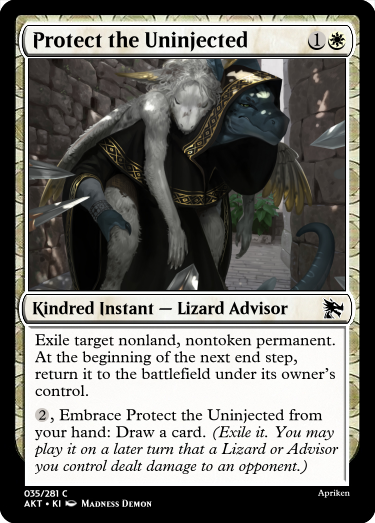 Protect the Uninjected 1
Kindred Instant — Lizard Advisor
Exile target nonland, nontoken permanent.
At the beginning of the next end step,
return it to the battlefield under its owner's
control.
2, Embrace Protect the Uninjected from
your hand: Draw a card. (Exile it. You may
play it on a later turn that a Lizard or Advisor
you control dealt damage to an opponent.)
035/281 C
Apriken
AKT • KI Madness Demon